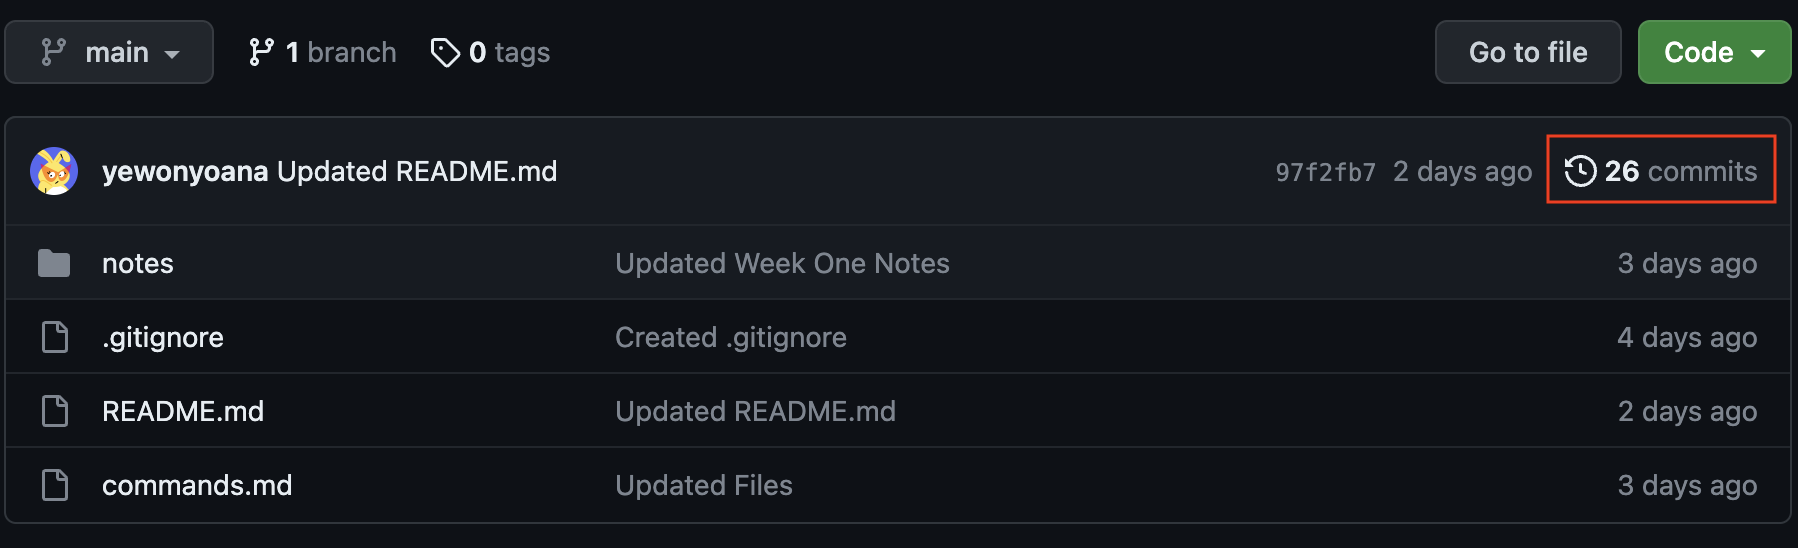 main 1 branch 0 tags Go to file Code
yewonyoana Updated README.md 97f2fb7 2 days ago 26 commits
notes Updated Week One Notes 3 days ago
.gitignore Created .gitignore 4 days ago
README.md Updated README.md 2 days ago
commands.md Updated Files 3 days ago